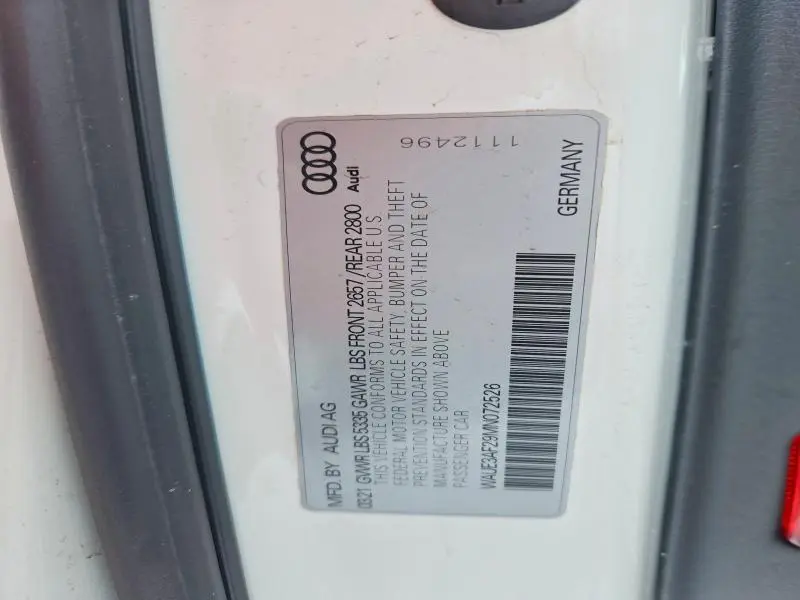 MFD. BY AUDI AG
03.21 GVWR LBS 5335 GAWR LBS FRONT 2657 / REAR 2800
Audi
THIS VEHICLE CONFORMS TO ALL APPLICABLE U.S.
FEDERAL MOTOR VEHICLE SAFETY, BUMPER AND THEFT
PREVENTION STANDARDS IN EFFECT ON THE DATE OF
MANUFACTURE SHOWN ABOVE
PASSENGER CAR
WAUE3AF29MN072526
GERMANY
1112496